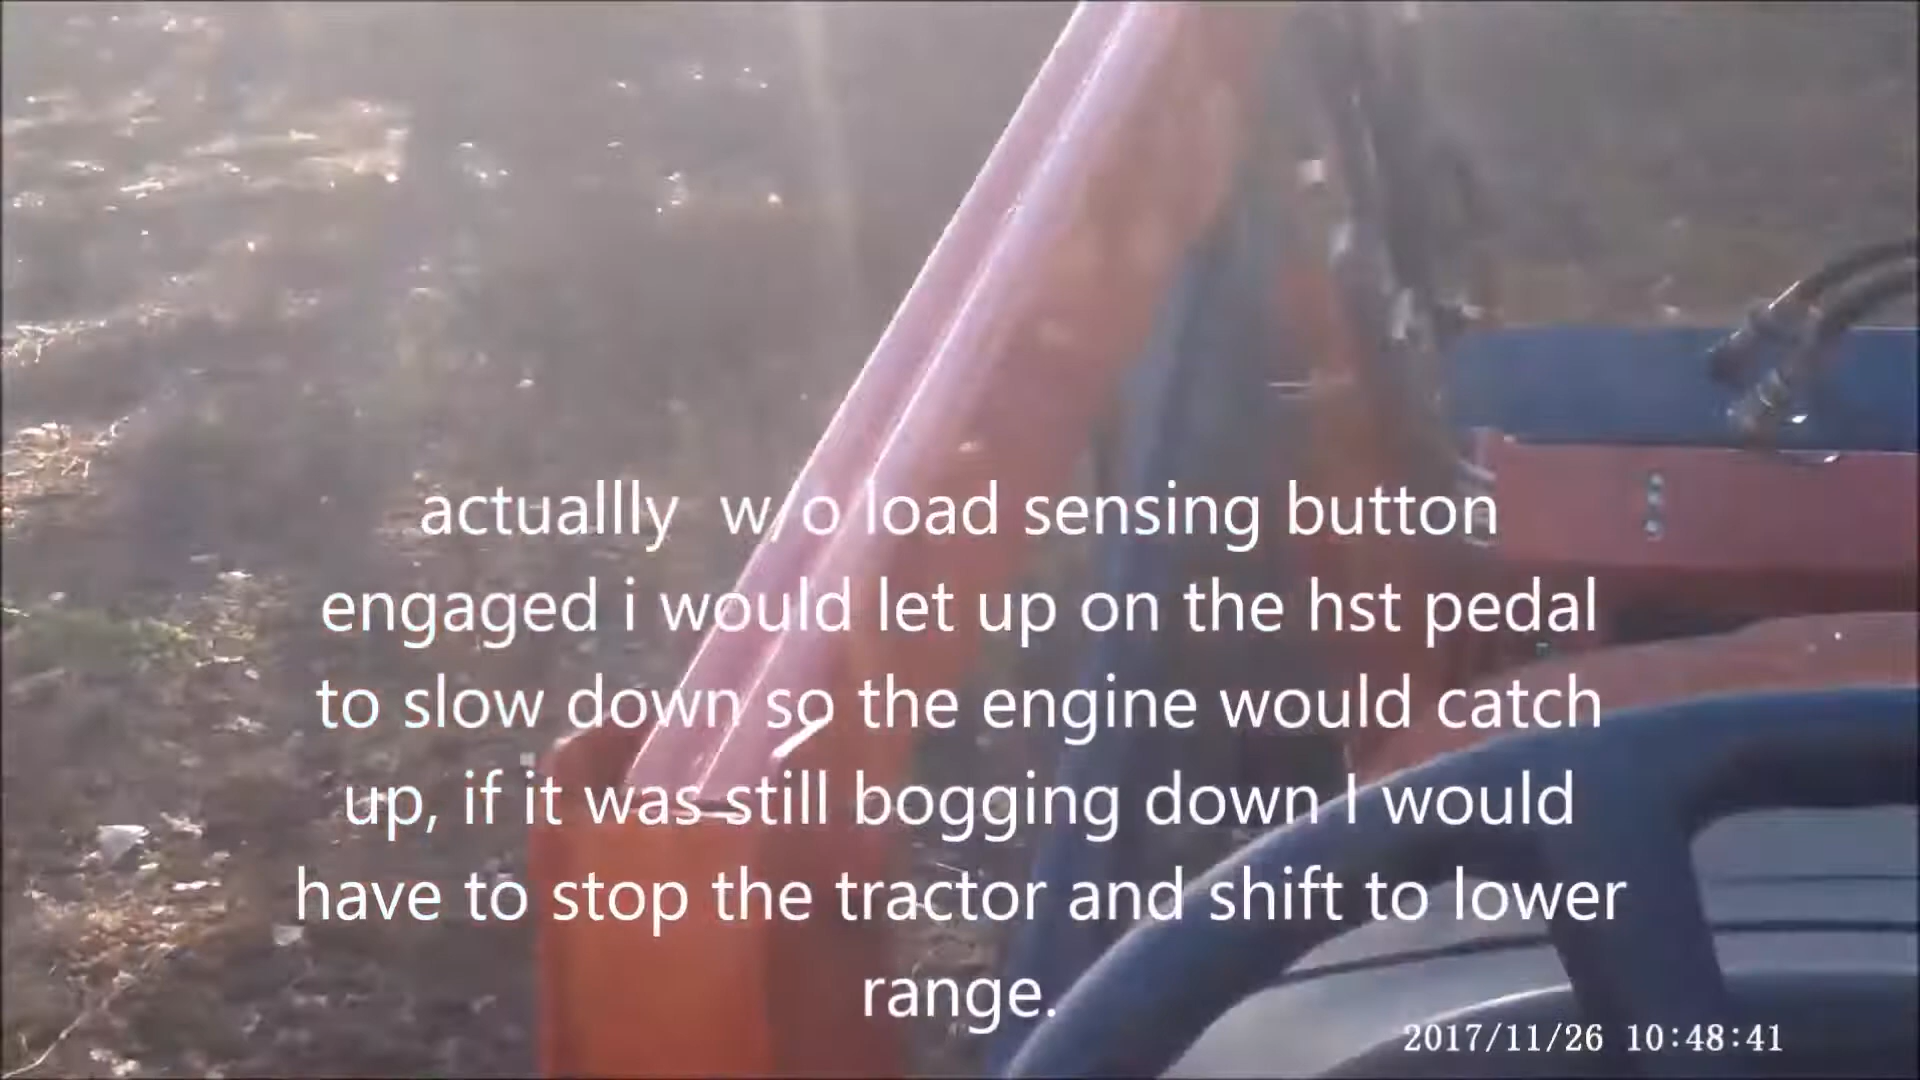 actuallly w/o load sensing button
engaged i would let up on the hst pedal
to slow down so the engine would catch
up, if it was still bogging down I would
have to stop the tractor and shift to lower
range.
2017/11/26 10:48:41